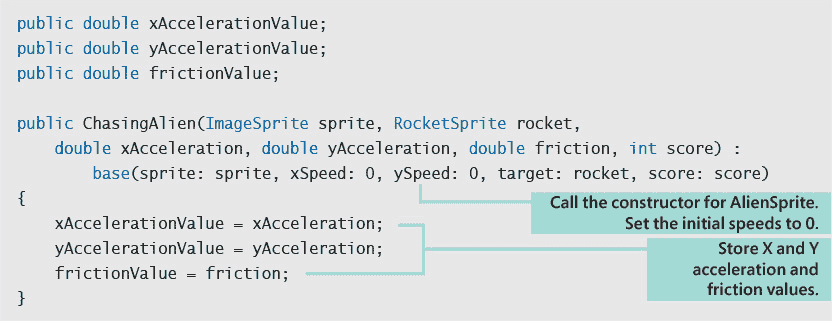 public double xAccelerationValue;
public double yAccelerationValue;
public double frictionValue;
public ChasingAlien(ImageSprite sprite, RocketSprite rocket,
double xAcceleration, double yAcceleration, double friction, int score) :
base(sprite: sprite, xSpeed: 0, ySpeed: 0, target: rocket, score: score)
{
Call the constructor for AlienSprite.
Set the initial speeds to 0.
xAccelerationValue = xAcceleration;
yAccelerationValue = yAcceleration;
frictionValue = friction;
Store X and Y
acceleration and
friction values.
}